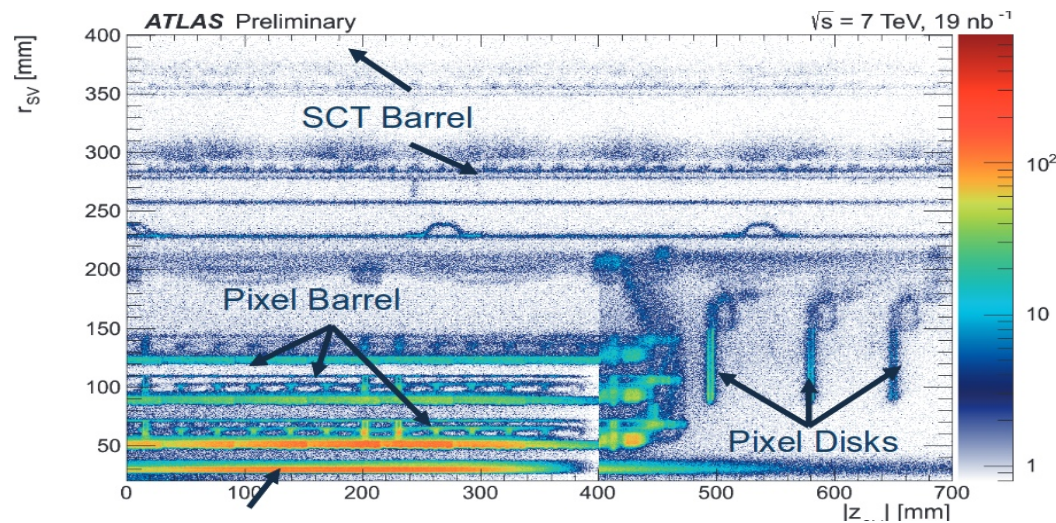 ATLAS Preliminary
√s = 7 TeV, 19 nb⁻¹
r_SV [mm]
400
350
300
250
200
150
100
50
SCT Barrel
Pixel Barrel
Pixel Disks
10²
10
1
0 100 200 300 400 500 600 700
[mm]